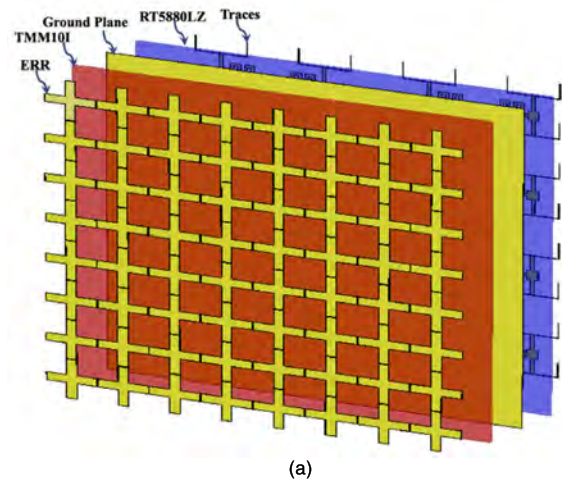 RT5880LZ
Traces
Ground Plane
TMM10I
ERR
(a)